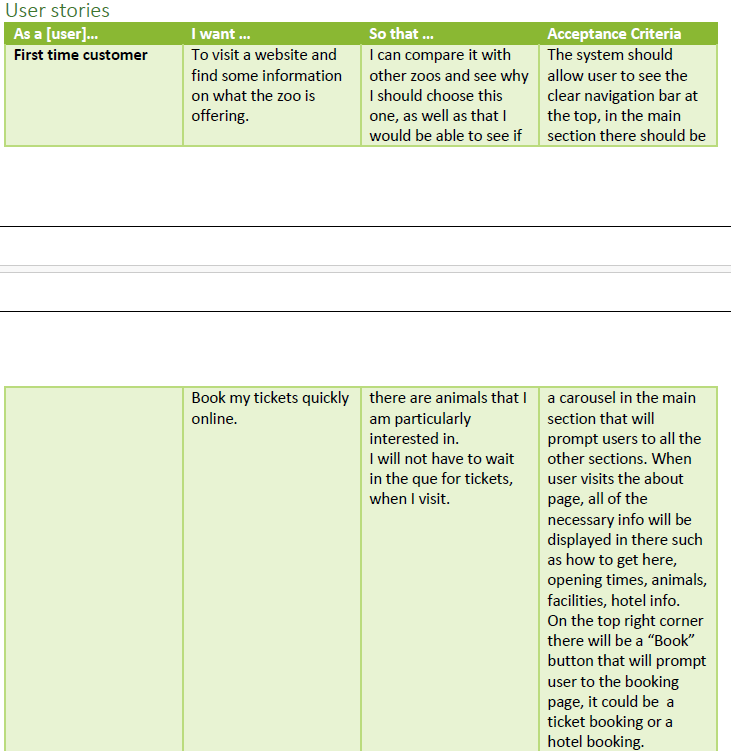 User stories
As a [user]...
I want ...
So that ...
Acceptance Criteria
First time customer
To visit a website and
find some information
on what the zoo is
offering.
I can compare it with
other zoos and see why
I should choose this
one, as well as that I
would be able to see if
The system should
allow user to see the
clear navigation bar at
the top, in the main
section there should be
Book my tickets quickly
online.
there are animals that I
am particularly
interested in.
I will not have to wait
in the que for tickets,
when I visit.
a carousel in the main
section that will
prompt users to all the
other sections. When
user visits the about
page, all of the
necessary info will be
displayed in there such
as how to get here,
opening times, animals,
facilities, hotel info.
On the top right corner
there will be a “Book”
button that will prompt
user to the booking
page, it could be  a
ticket booking or a
hotel booking.